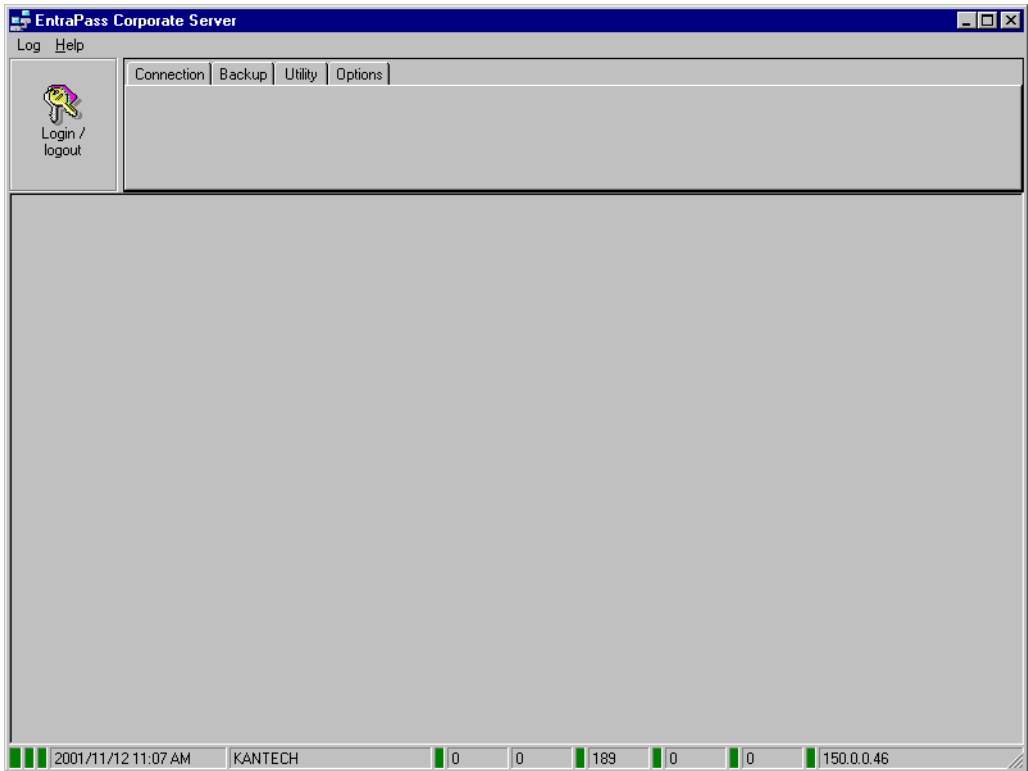 EntraPass Corporate Server
Log Help
Connection Backup Utility Options
Login /
logout
2001/11/12 11:07 AM KANTECH 0 0 189 0 0 150.0.0.46